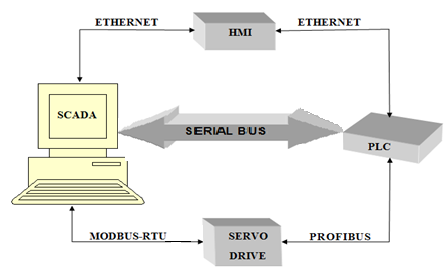 ETHERNET
ETHERNET
HMI
SCADA
SERIAL BUS
PLC
MODBUS-RTU
SERVO
DRIVE
PROFIBUS